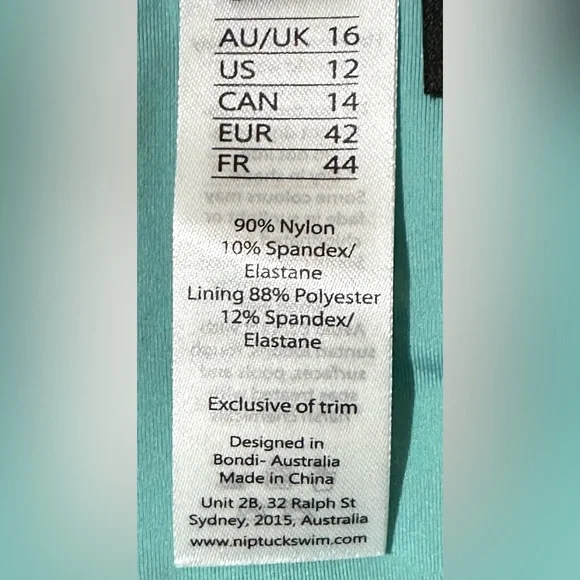 AU/UK 16
US 12
CAN 14
EUR 42
FR 44
90% Nylon
10% Spandex/
Elastane
Lining 88% Polyester
12% Spandex/
Elastane
Exclusive of trim
Designed in
Bondi- Australia
Made in China
Unit 2B, 32 Ralph St
Sydney, 2015, Australia
www.niptuckswim.com